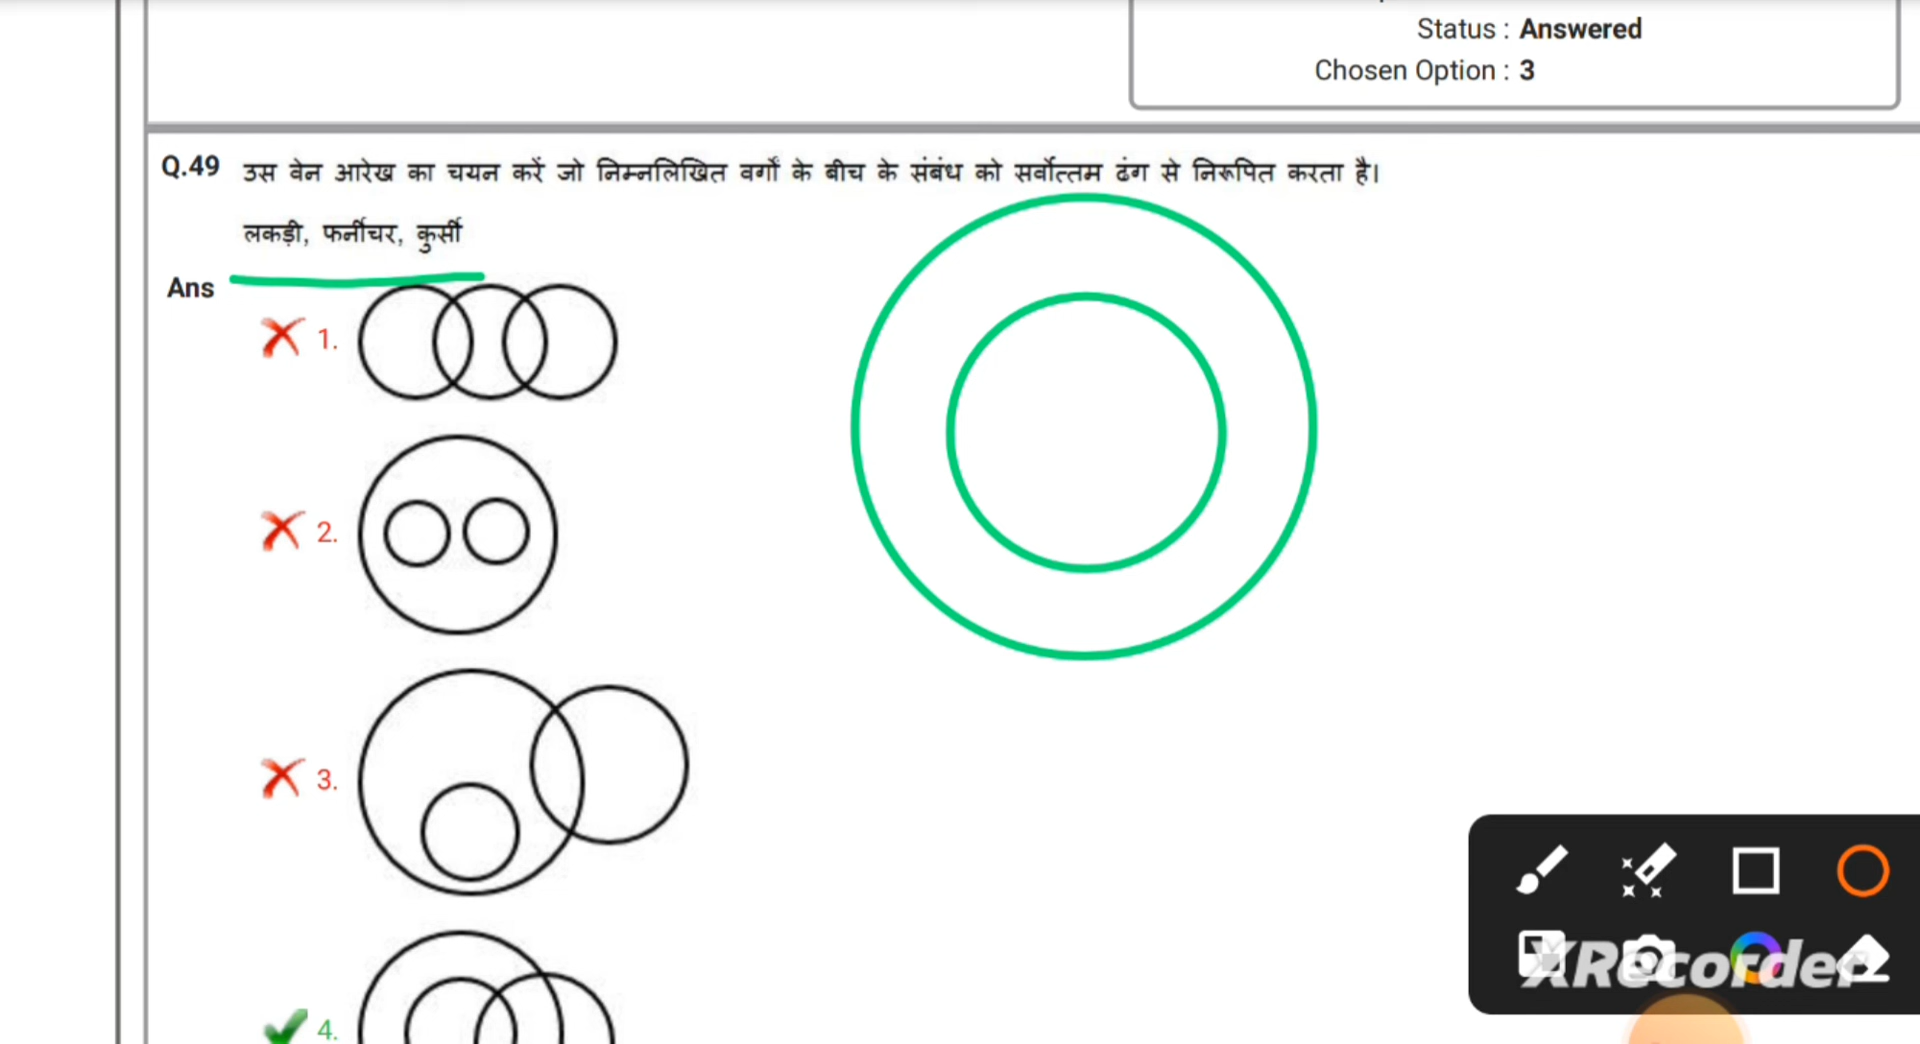 Status : Answered
Chosen Option : 3
Q.49 उस वेन आरेख का चयन करें जो निम्नलिखित वर्गों के बीच के संबंध को सर्वोत्तम ढंग से निरूपित करता है।
लकड़ी, फर्नीचर, कुर्सी
Ans
1.
2.
3.
4.
XRecorder